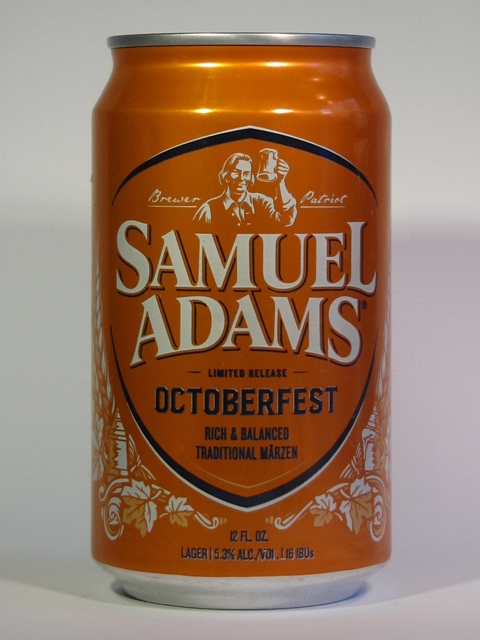 Brewer Patriot
SAMUEL
ADAMS®
LIMITED RELEASE
OCTOBERFEST
RICH & BALANCED
TRADITIONAL MÄRZEN
12 FL. OZ.
LAGER | 5.3% ALC./VOL. | 16 IBUs